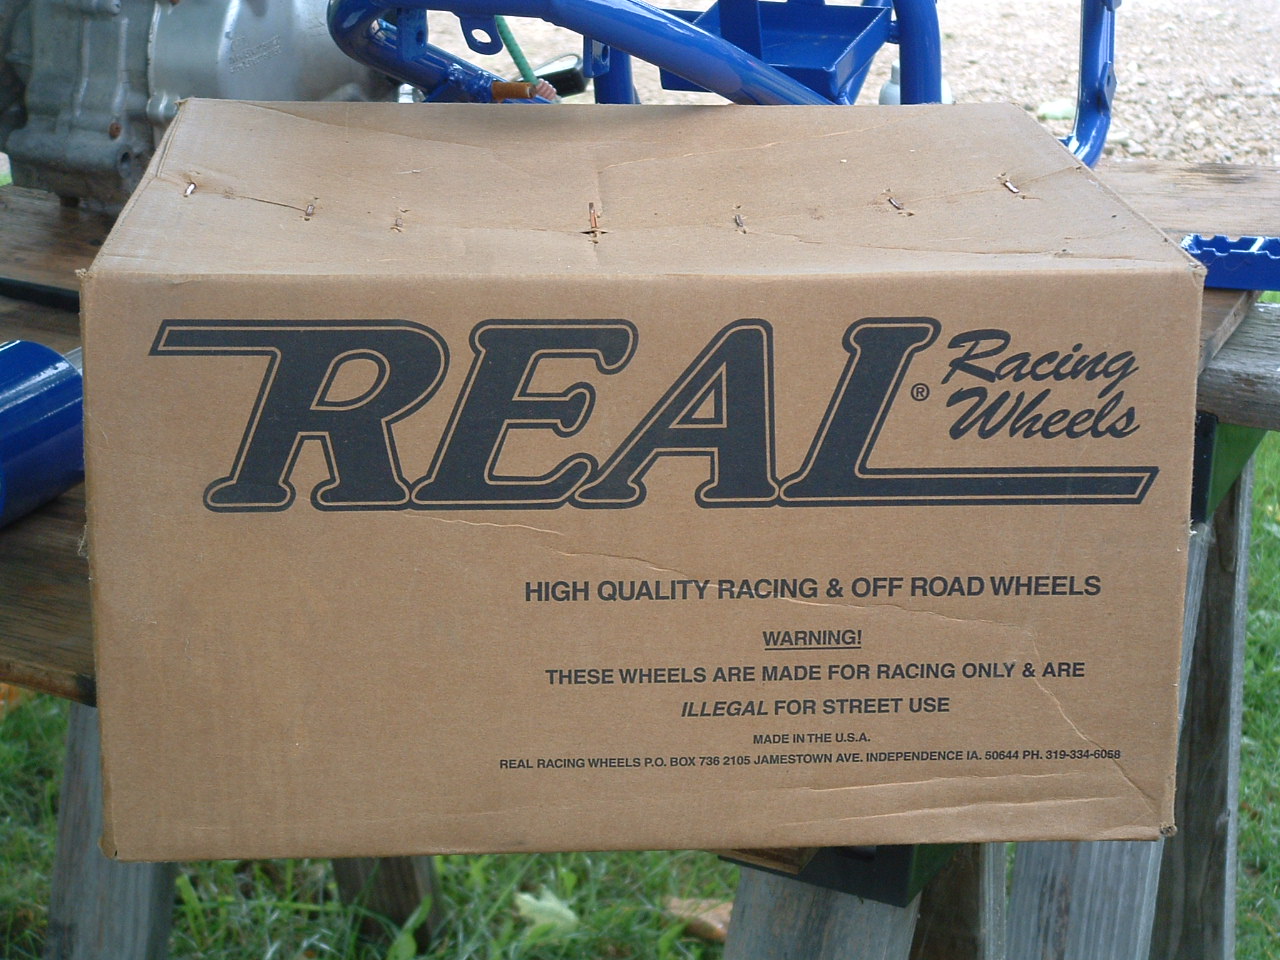 REAL® Racing
Wheels
HIGH QUALITY RACING & OFF ROAD WHEELS
WARNING!
THESE WHEELS ARE MADE FOR RACING ONLY & ARE
ILLEGAL FOR STREET USE
MADE IN THE U.S.A.
REAL RACING WHEELS P.O. BOX 736 2105 JAMESTOWN AVE. INDEPENDENCE IA. 50644 PH. 319-334-6058